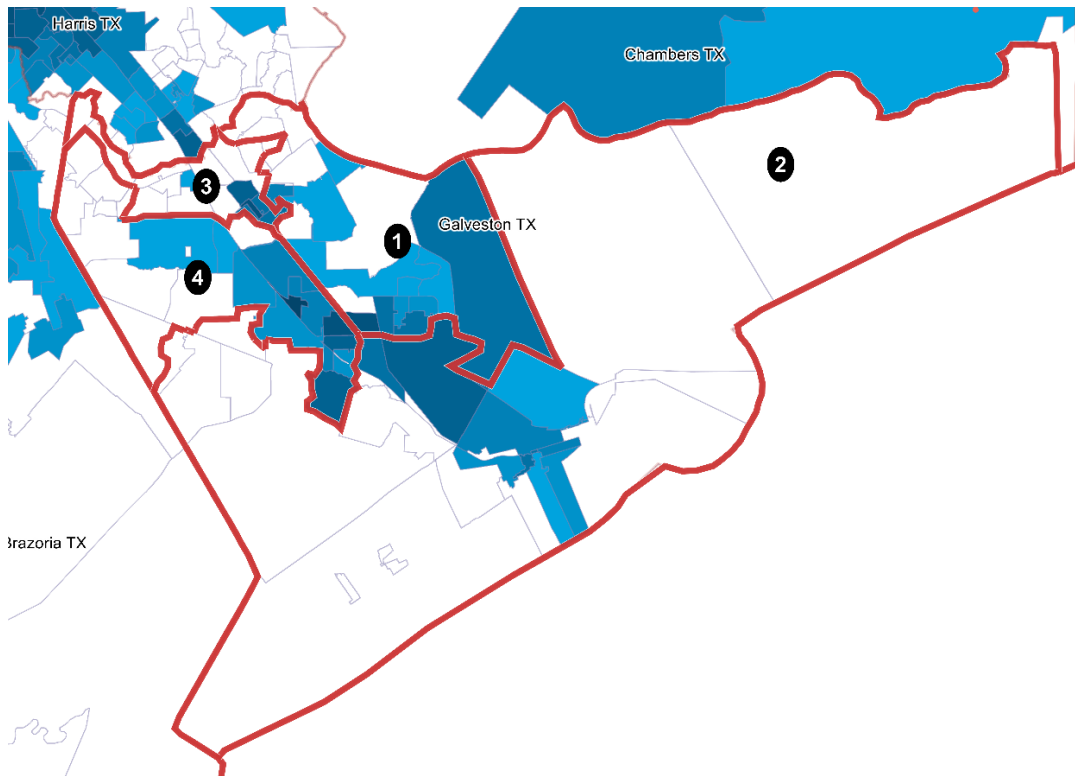 Harris TX
Chambers TX
2
3
Galveston TX
1
4
Brazoria TX